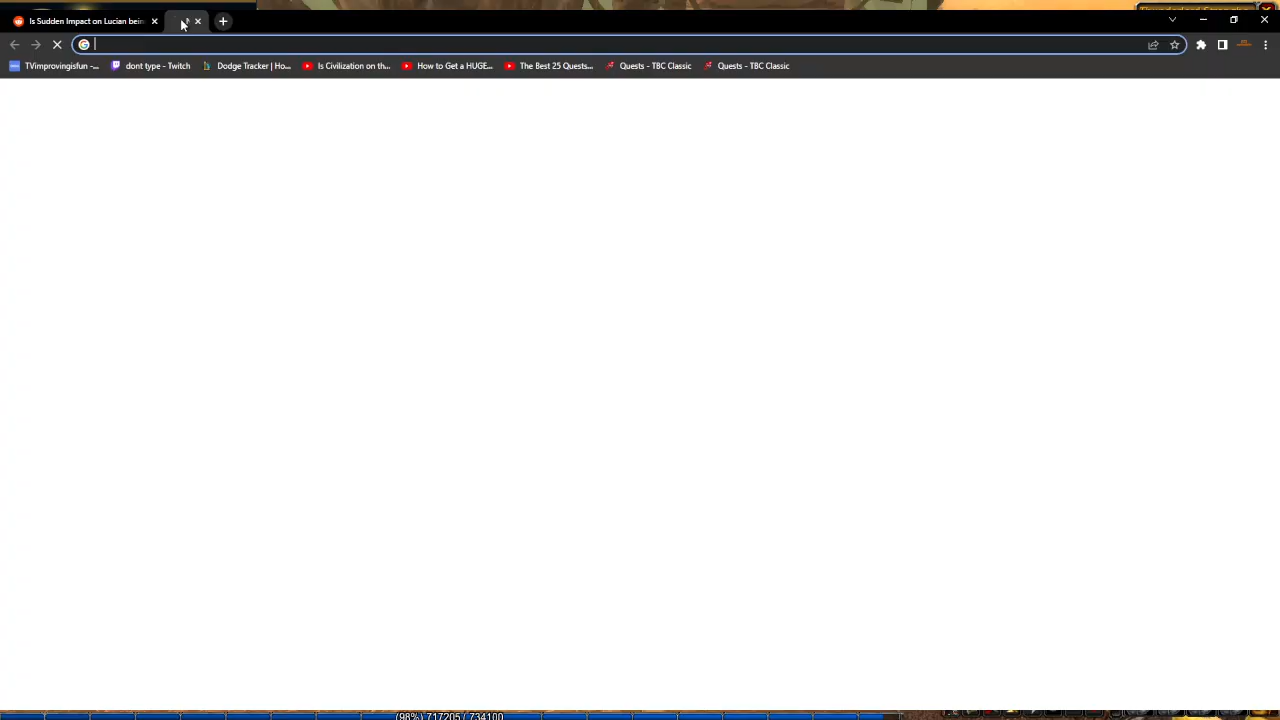 Is Sudden Impact on Lucian bein
TVimprovingisfun -...
dont type - Twitch
Dodge Tracker | Ho...
Is Civilization on th...
How to Get a HUGE...
The Best 25 Quests...
Quests - TBC Classic
Quests - TBC Classic
(98%) 717205 / 734100